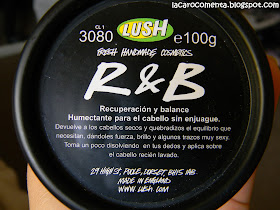 lacarocomenta.blogspot.com
CL 1
3080 LUSH e100g
FRESH HANDMADE COSMETICS
R&B
Recuperación y balance
Humectante para el cabello sin enjuague.
Devuelve a los cabellos secos y quebradizos el equilibrio que
necesitan, dándoles fuerza, brillo y algunos trazos muy sexy.
Toma un poco disolviendo en tus dedos y aplica sobre
el cabello recién lavado.
29 HIGH ST, POOLE, DORSET, BH15 1AB.
MADE IN ENGLAND
WWW.LUSH.COM